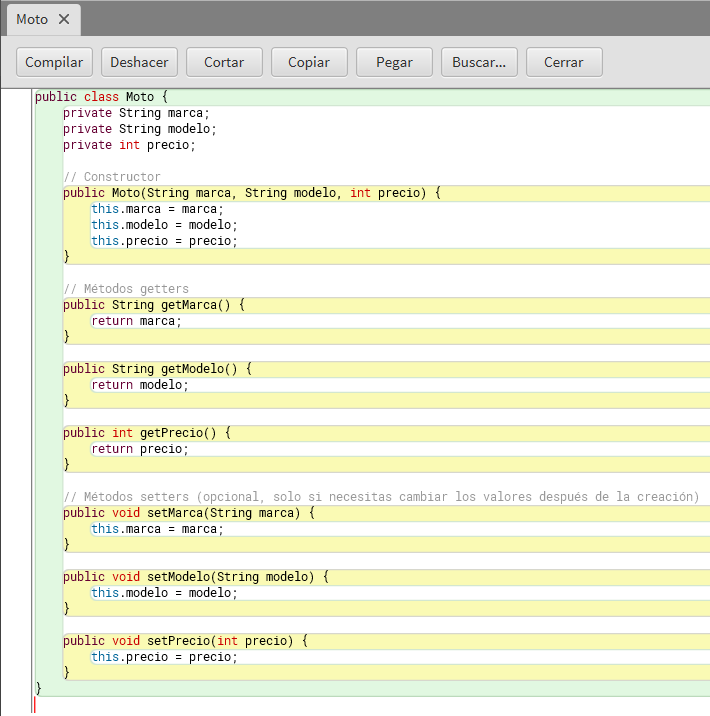 Moto
Compilar Deshacer Cortar Copiar Pegar Buscar... Cerrar
public class Moto {
    private String marca;
    private String modelo;
    private int precio;

    // Constructor
    public Moto(String marca, String modelo, int precio) {
        this.marca = marca;
        this.modelo = modelo;
        this.precio = precio;
    }

    // Métodos getters
    public String getMarca() {
        return marca;
    }

    public String getModelo() {
        return modelo;
    }

    public int getPrecio() {
        return precio;
    }

    // Métodos setters (opcional, solo si necesitas cambiar los valores después de la creación)
    public void setMarca(String marca) {
        this.marca = marca;
    }

    public void setModelo(String modelo) {
        this.modelo = modelo;
    }

    public void setPrecio(int precio) {
        this.precio = precio;
    }
}